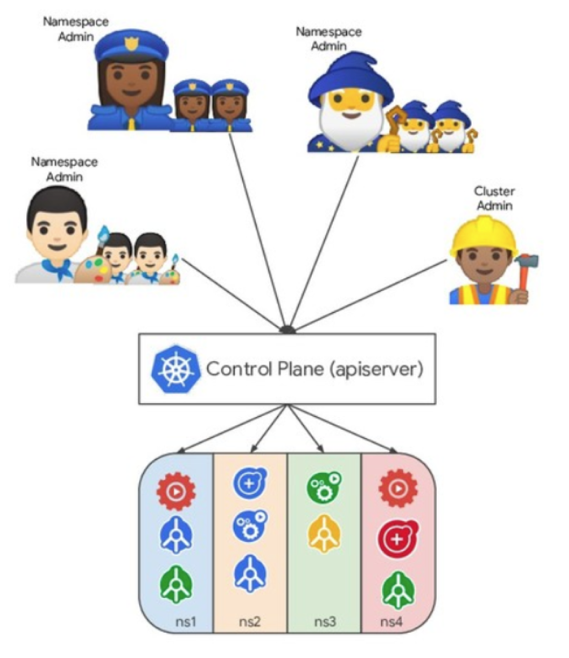 Namespace
Admin
Namespace
Admin
Namespace
Admin
Cluster
Admin
Control Plane (apiserver)
ns1
ns2
ns3
ns4